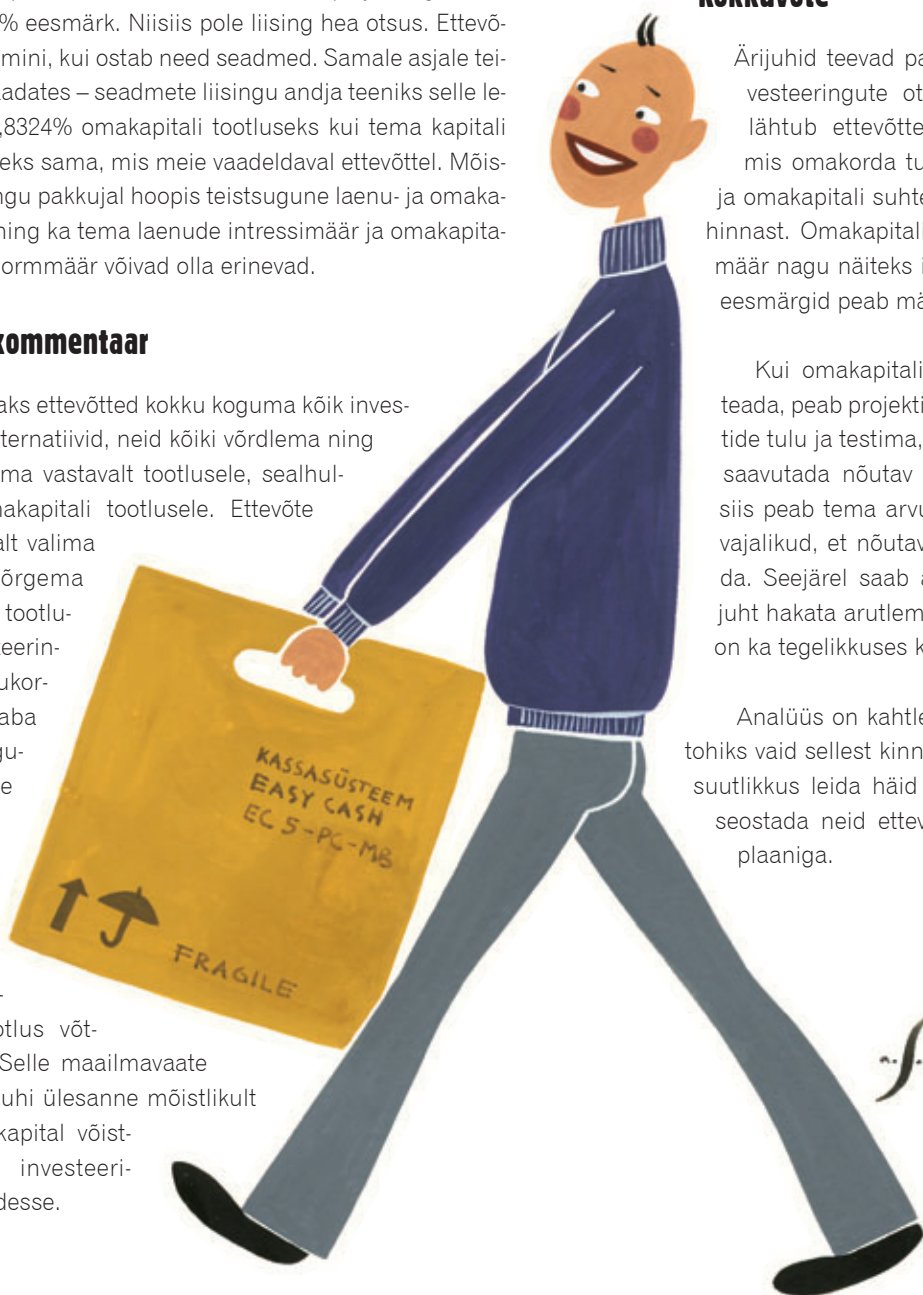 % eesmärk. Niisiis pole liising hea otsus. Ettevõ-
mini, kui ostab need seadmed. Samale asjale tei-
adates – seadmete liisingu andja teeniks selle le-
,8324% omakapitali tootluseks kui tema kapitali
eks sama, mis meie vaadeldaval ettevõttel. Mõis-
ngu pakkujal hoopis teistsugune laenu- ja omaka-
ning ka tema laenude intressimäär ja omakapita-
ormmäär võivad olla erinevad.
kommentaar
aks ettevõtted kokku koguma kõik inves-
ternatiivid, neid kõiki võrdlema ning
ma vastavalt tootlusele, sealhul-
makapitali tootlusele. Ettevõte
alt valima
õrgema
tootlu-
teerin-
ukor-
aba
gu-
e
-
otlus võt-
Selle maailmavaate
uhi ülesanne mõistlikult
kapital võist-
investeeri-
desse.
KASSASÜSTEEM
EASY CASH
EC 5-PC-MB
FRAGILE
Kokkuvõte
Ärijuhid teevad pa
vesteeringute ot
lähtub ettevõtte
mis omakorda tu
ja omakapitali suhte
hinnast. Omakapitali
määr nagu näiteks i
eesmärgid peab mä
Kui omakapitali
teada, peab projekti
tide tulu ja testima,
saavutada nõutav
siis peab tema arvu
vajalikud, et nõutav
da. Seejärel saab a
juht hakata arutlem
on ka tegelikkuses k
Analüüs on kahtle
tohiks vaid sellest kinn
suutlikkus leida häid
seostada neid ettev
plaaniga.